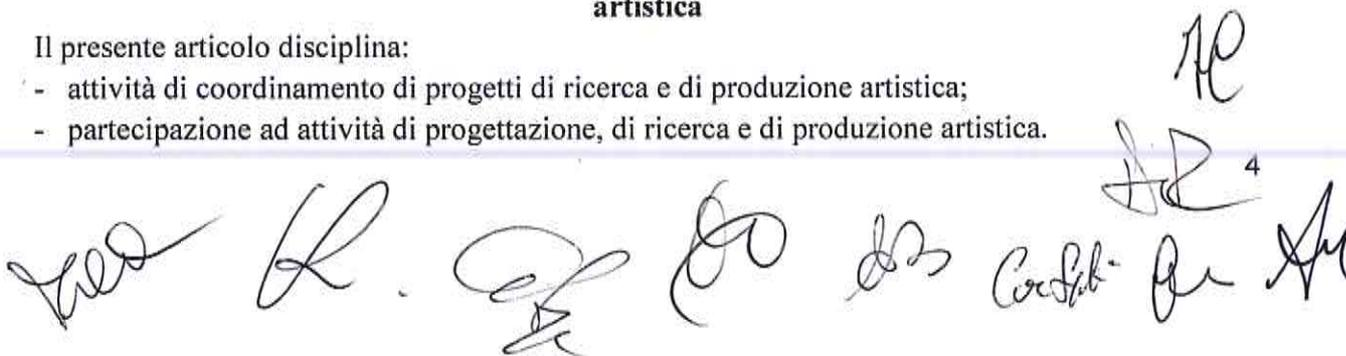 artistica
Il presente articolo disciplina:
- attività di coordinamento di progetti di ricerca e di produzione artistica;
- partecipazione ad attività di progettazione, di ricerca e di produzione artistica.
4